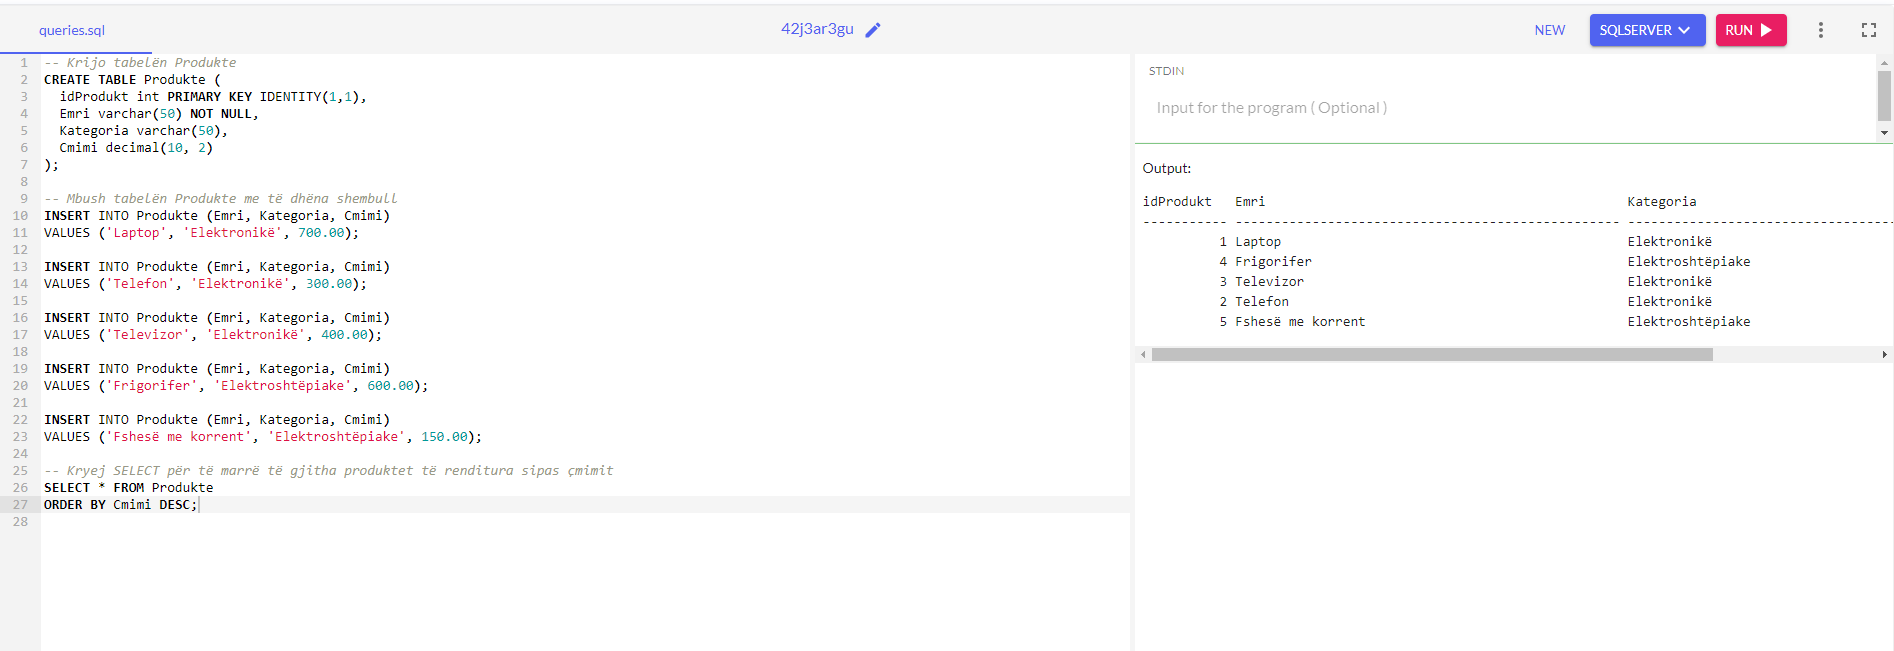 queries.sql
42j3ar3gu
NEW
SQLSERVER
RUN
1 -- Krijo tabelën Produkte
2 CREATE TABLE Produkte (
3 idProdukt int PRIMARY KEY IDENTITY(1,1),
4 Emri varchar(50) NOT NULL,
5 Kategoria varchar(50),
6 Cmimi decimal(10, 2)
7 );
8
9 -- Mbush tabelën Produkte me të dhëna shembull
10 INSERT INTO Produkte (Emri, Kategoria, Cmimi)
11 VALUES ('Laptop', 'Elektronikë', 700.00);
12
13 INSERT INTO Produkte (Emri, Kategoria, Cmimi)
14 VALUES ('Telefon', 'Elektronikë', 300.00);
15
16 INSERT INTO Produkte (Emri, Kategoria, Cmimi)
17 VALUES ('Televizor', 'Elektronikë', 400.00);
18
19 INSERT INTO Produkte (Emri, Kategoria, Cmimi)
20 VALUES ('Frigorifer', 'Elektroshtëpiake', 600.00);
21
22 INSERT INTO Produkte (Emri, Kategoria, Cmimi)
23 VALUES ('Fshesë me korrent', 'Elektroshtëpiake', 150.00);
24
25 -- Kryej SELECT për të marrë të gjitha produktet të renditura sipas çmimit
26 SELECT * FROM Produkte
27 ORDER BY Cmimi DESC;
28
STDIN
Input for the program ( Optional )
Output:
idProdukt Emri Kategoria
----------- -------------------------------------------------- ----------------------------------
1 Laptop Elektronikë
4 Frigorifer Elektroshtëpiake
3 Televizor Elektronikë
2 Telefon Elektronikë
5 Fshesë me korrent Elektroshtëpiake